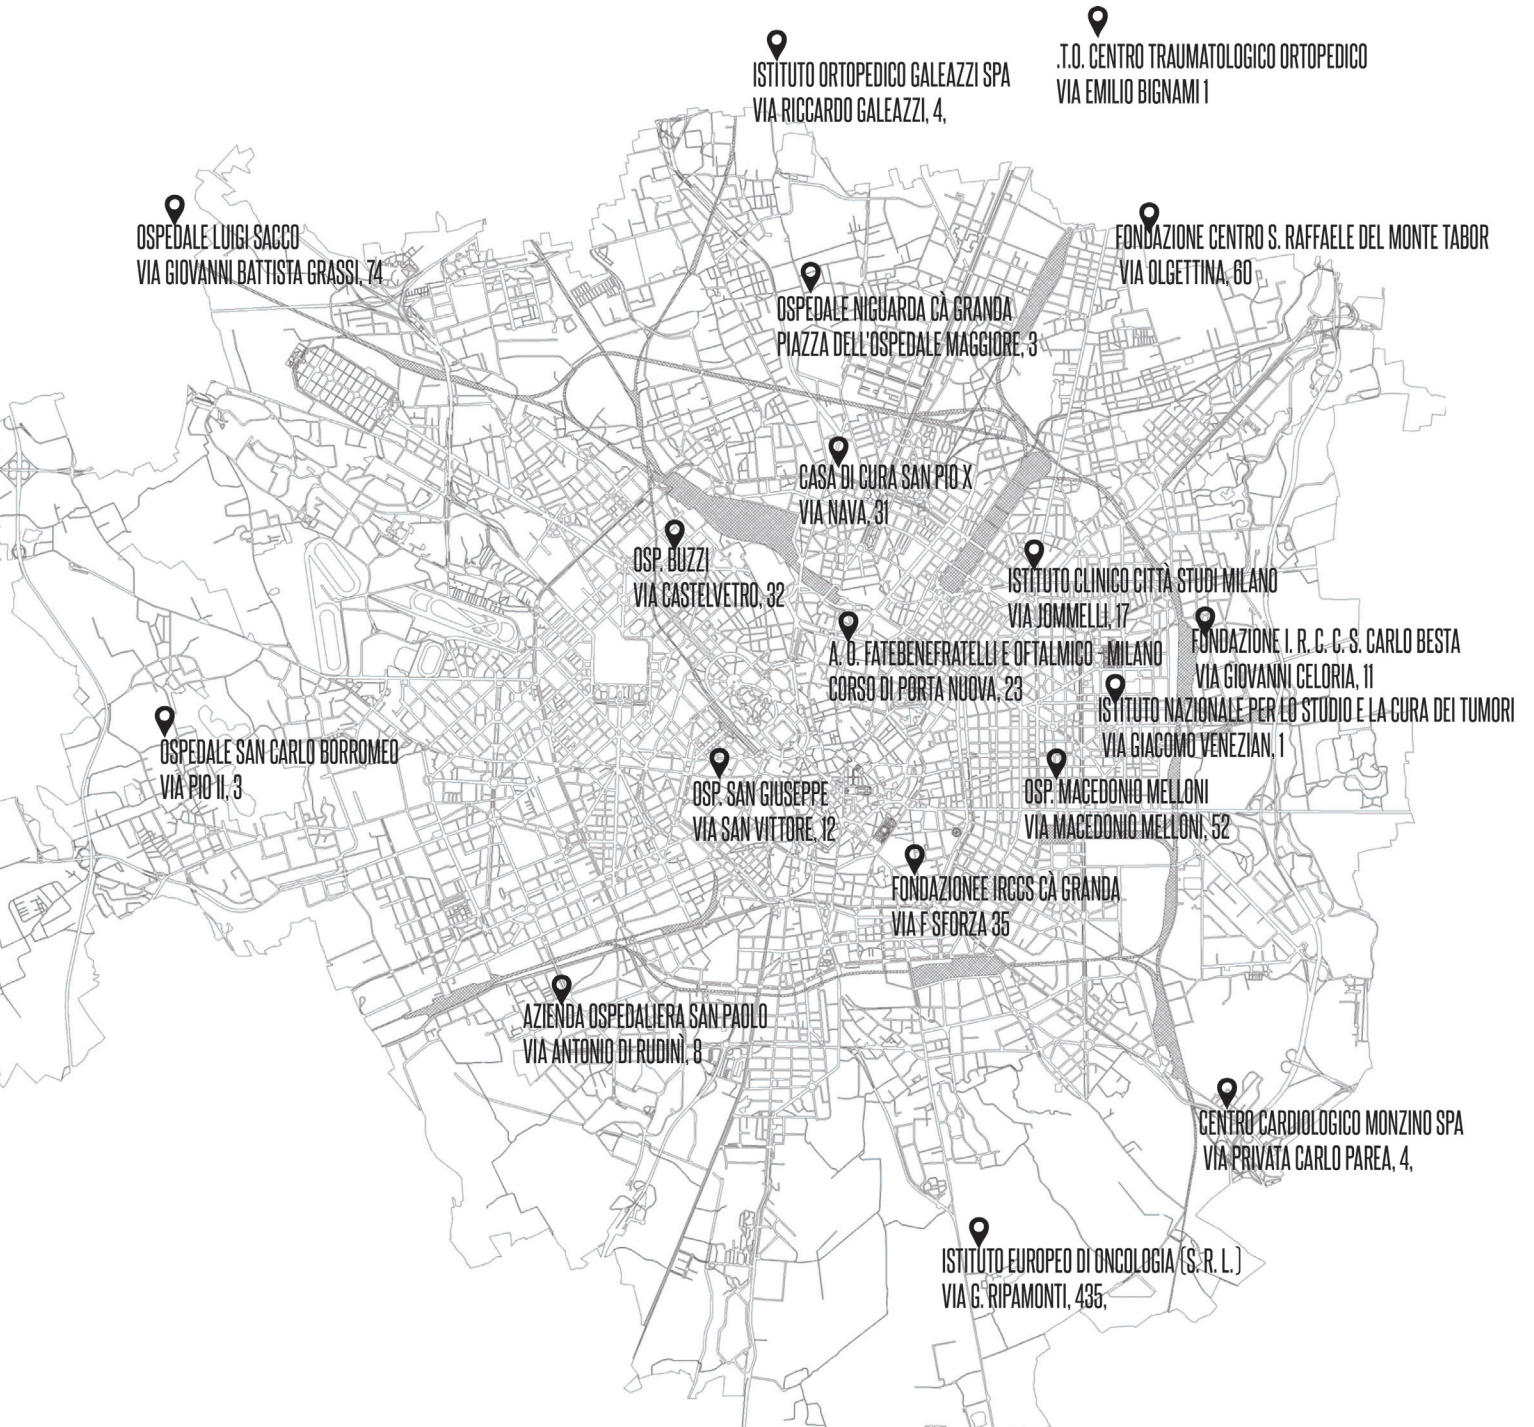 .T.O. CENTRO TRAUMATOLOGICO ORTOPEDICO
VIA EMILIO BIGNAMI 1
ISTITUTO ORTOPEDICO GALEAZZI SPA
VIA RICCARDO GALEAZZI, 4,
OSPEDALE LUIGI SACCO
VIA GIOVANNI BATTISTA GRASSI, 74
FONDAZIONE CENTRO S. RAFFAELE DEL MONTE TABOR
VIA OLGETTINA, 60
OSPEDALE NIGUARDA CÀ GRANDA
PIAZZA DELL'OSPEDALE MAGGIORE, 3
CASA DI CURA SAN PIO X
VIA NAVA, 31
OSP. BUZZI
VIA CASTELVETRO, 32
ISTITUTO CLINICO CITTÀ STUDI MILANO
VIA JOMMELLI, 17
A. O. FATEBENEFRATELLI E OFTALMICO - MILANO
CORSO DI PORTA NUOVA, 23
FONDAZIONE I. R. C. C. S. CARLO BESTA
VIA GIOVANNI CELORIA, 11
ISTITUTO NAZIONALE PER LO STUDIO E LA CURA DEI TUMORI
VIA GIACOMO VENEZIAN, 1
OSPEDALE SAN CARLO BORROMEO
VIA PIO II, 3
OSP. SAN GIUSEPPE
VIA SAN VITTORE, 12
OSP. MACEDONIO MELLONI
VIA MACEDONIO MELLONI, 52
FONDAZIONEE IRCCS CÀ GRANDA
VIA F SFORZA 35
AZIENDA OSPEDALIERA SAN PAOLO
VIA ANTONIO DI RUDINÌ, 8
CENTRO CARDIOLOGICO MONZINO SPA
VIA PRIVATA CARLO PAREA, 4,
ISTITUTO EUROPEO DI ONCOLOGIA (S. R. L.)
VIA G. RIPAMONTI, 435,